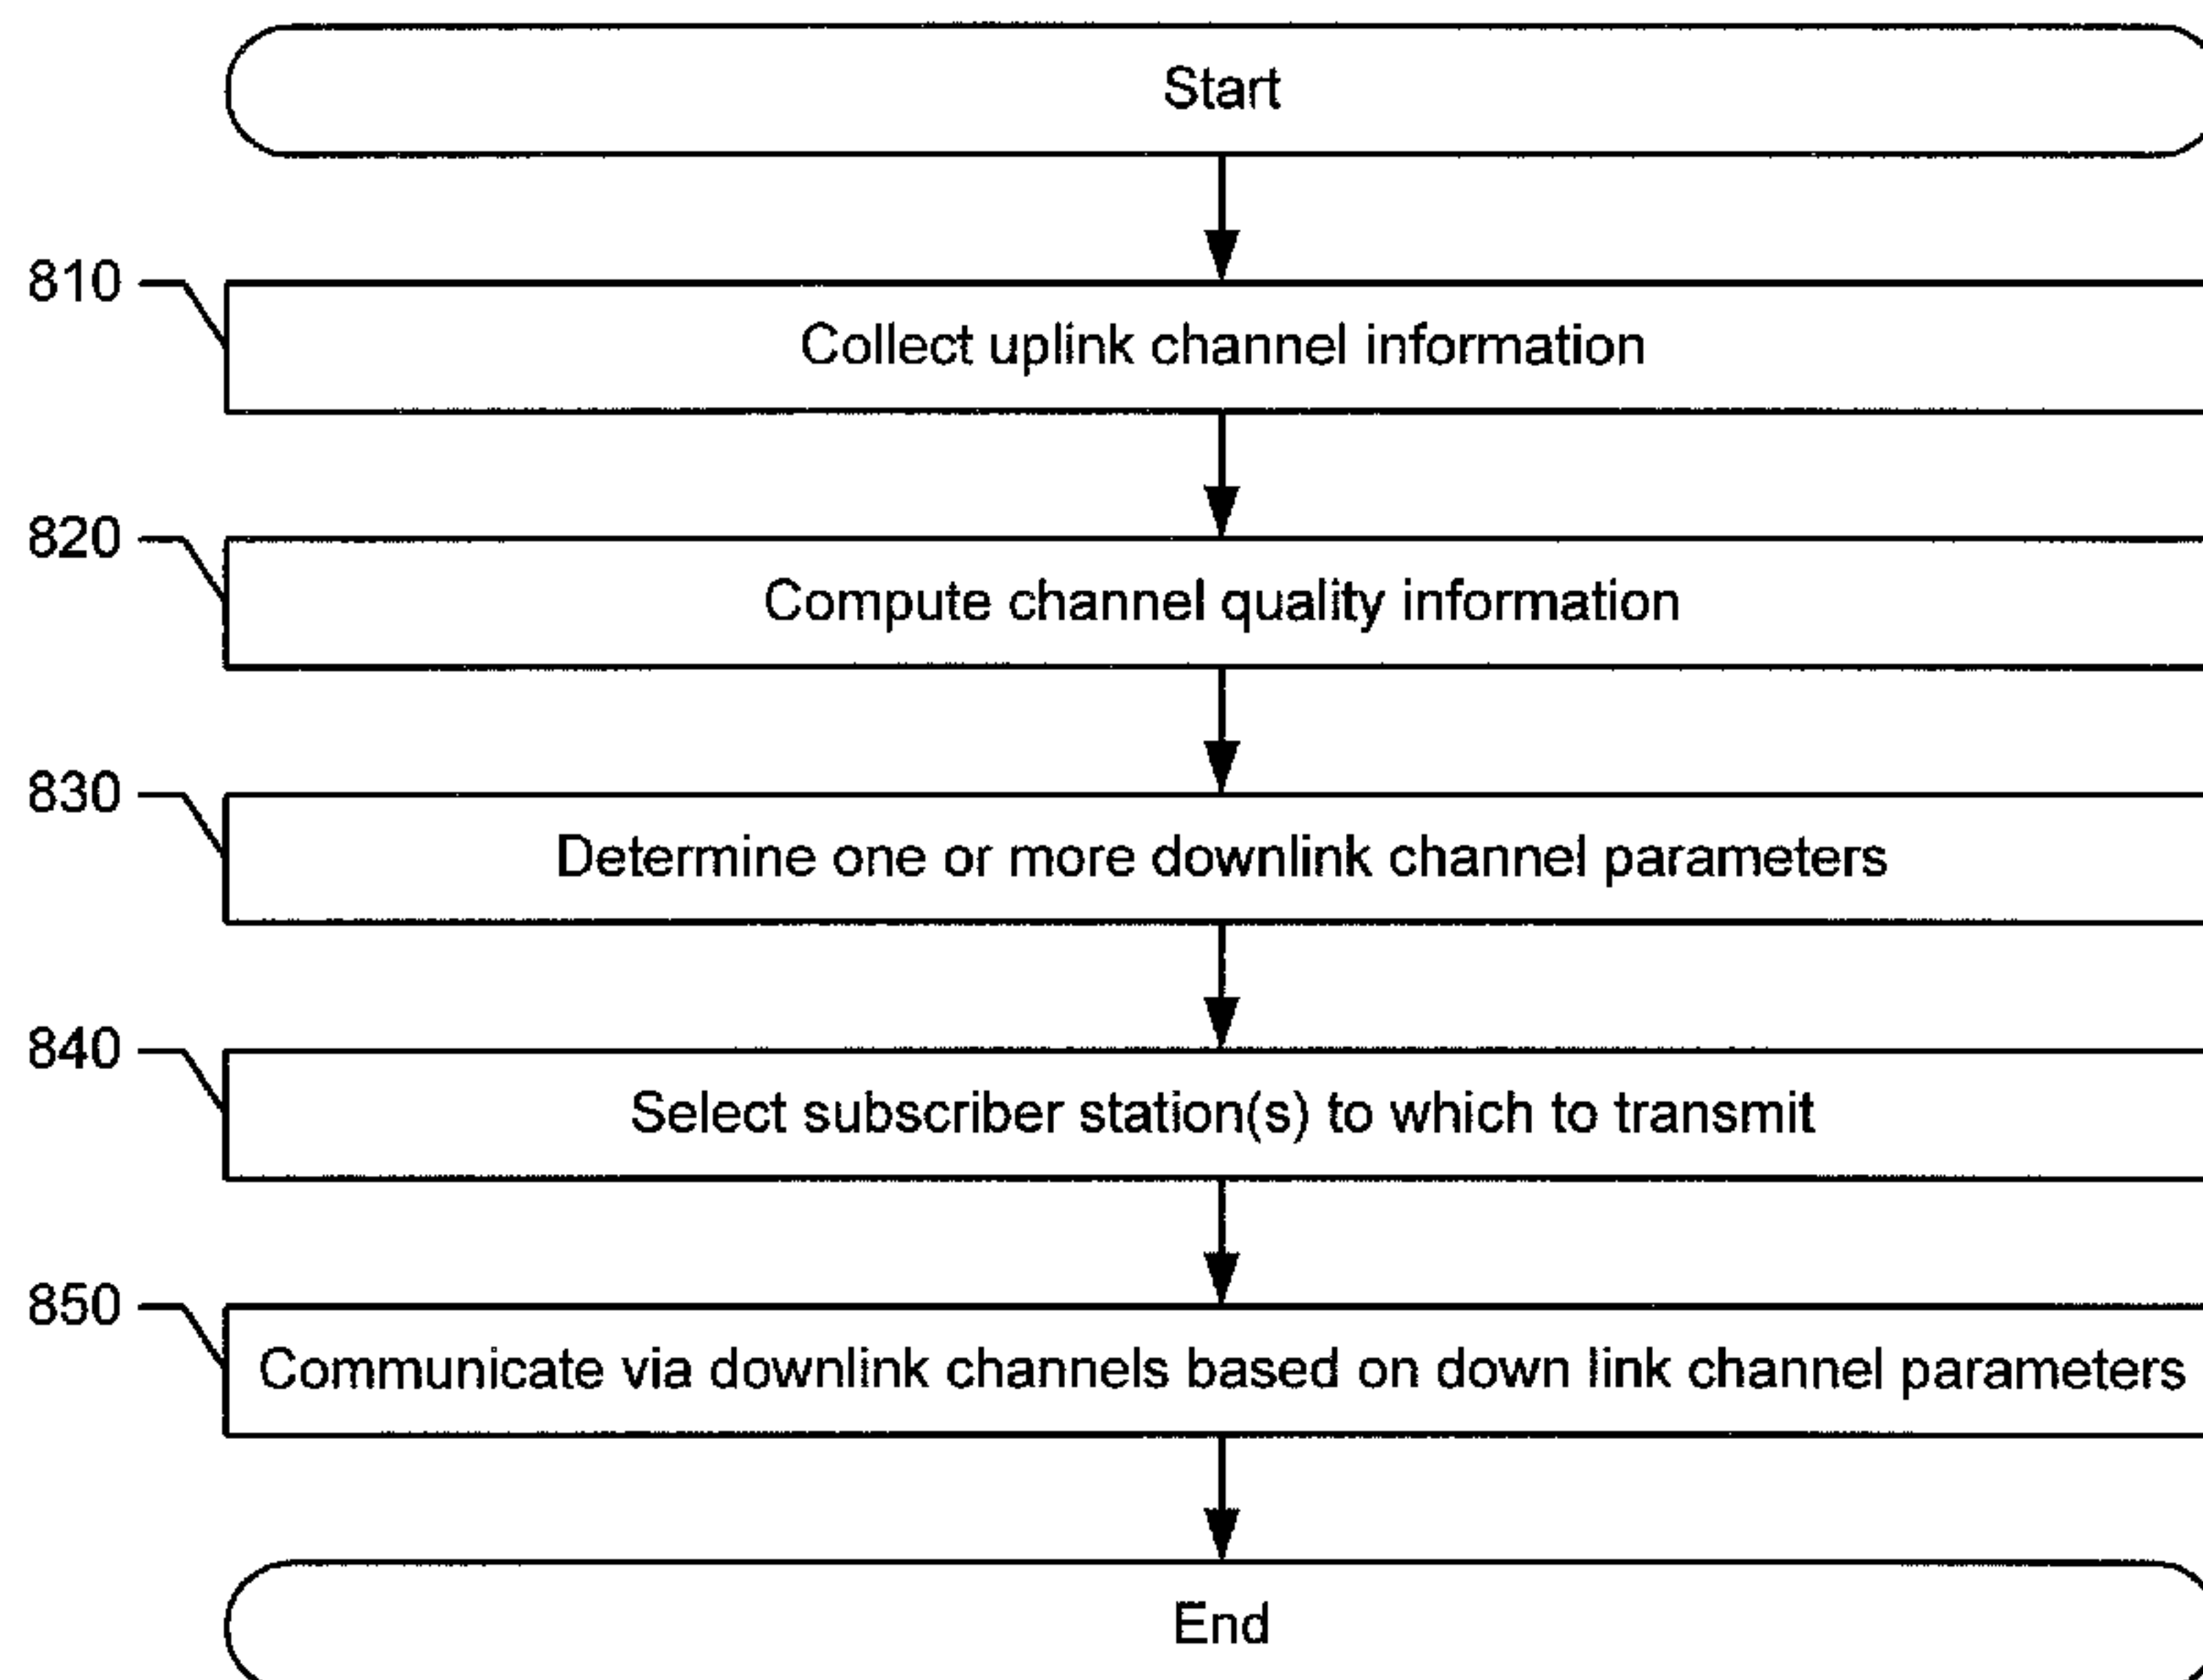 Start
810
Collect uplink channel information
820
Compute channel quality information
830
Determine one or more downlink channel parameters
840
Select subscriber station(s) to which to transmit
850
Communicate via downlink channels based on down link channel parameters
End